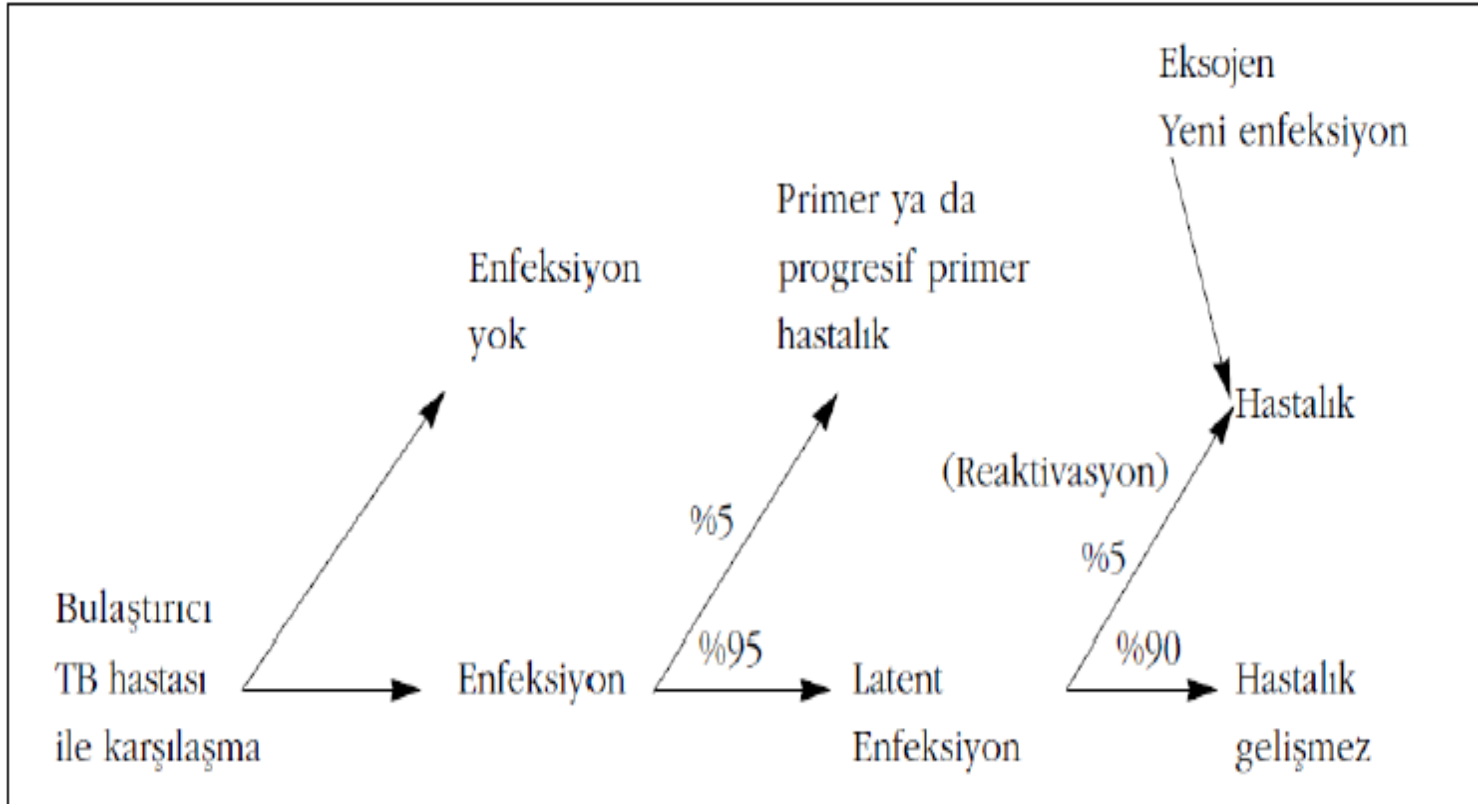 Eksojen
Yeni enfeksiyon
Primer ya da
progresif primer
hastalık
Enfeksiyon
yok
Hastalık
(Reaktivasyon)
%5
%5
Bulaştırıcı
TB hastası
ile karşılaşma
Enfeksiyon
%95
Latent
Enfeksiyon
%90
Hastalık
gelişmez